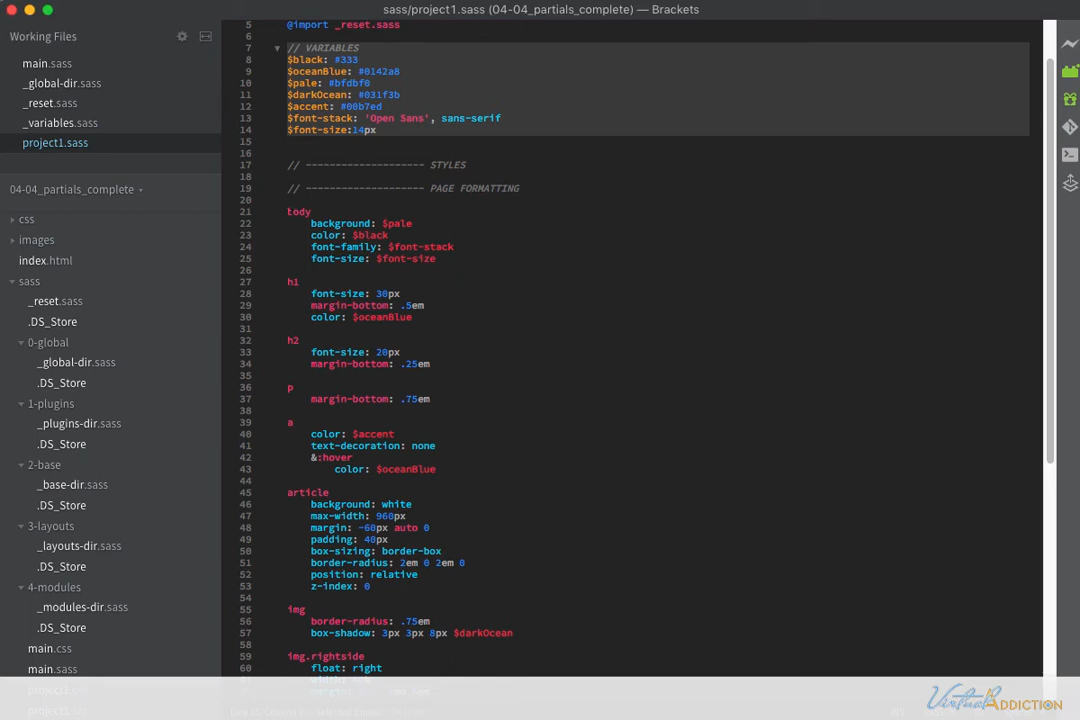 sass/project1.sass (04-04_partials_complete) — Brackets
Working Files
main.sass
_global-dir.sass
_reset.sass
_variables.sass
project1.sass
04-04_partials_complete
css
images
index.html
sass
_reset.sass
.DS_Store
0-global
_global-dir.sass
.DS_Store
1-plugins
_plugins-dir.sass
.DS_Store
2-base
_base-dir.sass
.DS_Store
3-layouts
_layouts-dir.sass
.DS_Store
4-modules
_modules-dir.sass
.DS_Store
main.css
main.sass
5 @import _reset.sass
6
7 // VARIABLES
8 $black: #333
9 $oceanBlue: #0142a8
10 $pale: #bfdbf0
11 $darkOcean: #031f3b
12 $accent: #00b7ed
13 $font-stack: 'Open Sans', sans-serif
14 $font-size:14px
15
16
17 // -------------------- STYLES
18
19 // -------------------- PAGE FORMATTING
20
21 body
22 background: $pale
23 color: $black
24 font-family: $font-stack
25 font-size: $font-size
26
27 h1
28 font-size: 30px
29 margin-bottom: .5em
30 color: $oceanBlue
31
32 h2
33 font-size: 20px
34 margin-bottom: .25em
35
36 p
37 margin-bottom: .75em
38
39 a
40 color: $accent
41 text-decoration: none
42 &:hover
43 color: $oceanBlue
44
45 article
46 background: white
47 max-width: 960px
48 margin: -60px auto 0
49 padding: 40px
50 box-sizing: border-box
51 border-radius: 2em 0 2em 0
52 position: relative
53 z-index: 0
54
55 img
56 border-radius: .75em
57 box-shadow: 3px 3px 8px $darkOcean
58
59 img.rightside
60 float: right
Virtual ADDICTION